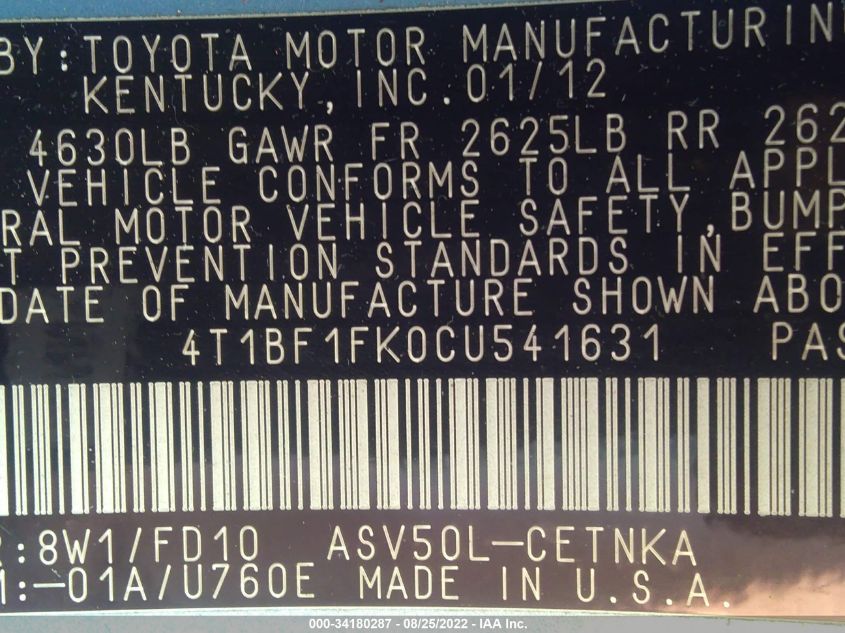 BY: TOYOTA MOTOR MANUFACTURIN
KENTUCKY, INC. 01/12
4630LB GAWR FR 2625LB RR 262
VEHICLE CONFORMS TO ALL APPL
RAL MOTOR VEHICLE SAFETY, BUMP
T PREVENTION STANDARDS IN EFF
DATE OF MANUFACTURE SHOWN ABO
4T1BF1FK0CU541631 PAS
R:8W1/FD10 ASV50L-CETNKA
:-01A/U760E MADE IN U.S.A.
000-34180287 - 08/25/2022 - IAA Inc.